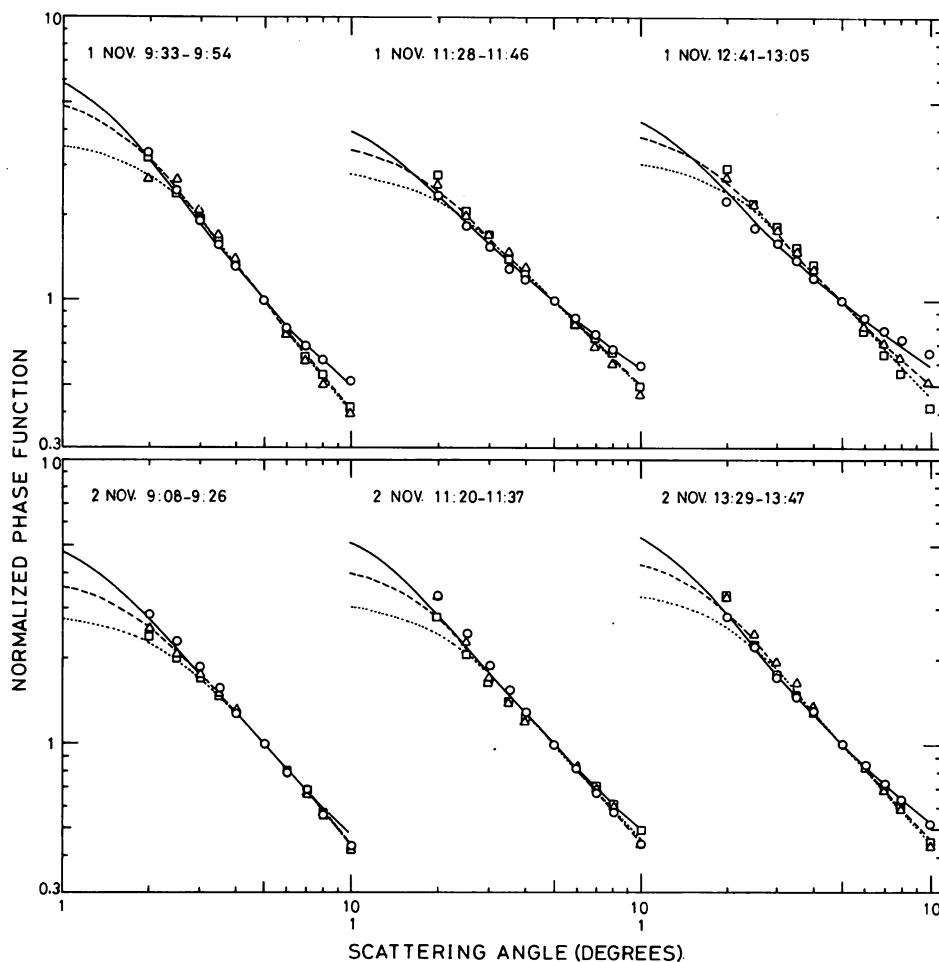 10
1 NOV. 9:33-9:54
1 NOV. 11:28-11:46
1 NOV. 12:41-13:05
1
0.3
NORMALIZED PHASE FUNCTION
10
2 NOV. 9:08-9:26
2 NOV. 11:20-11:37
2 NOV. 13:29-13:47
1
0.3
1 10 10 10
1 1
SCATTERING ANGLE (DEGREES)